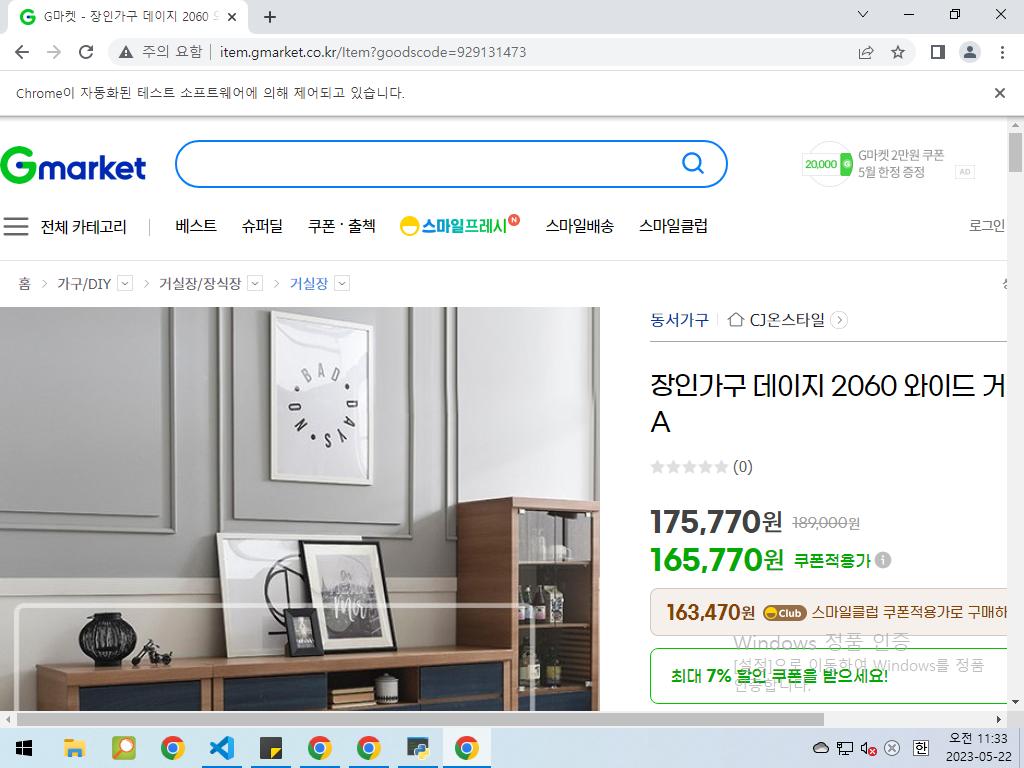 G마켓 - 장인가구 데이지 2060 와
주의 요함
item.gmarket.co.kr/Item?goodscode=929131473
Chrome이 자동화된 테스트 소프트웨어에 의해 제어되고 있습니다.
Gmarket
20,000 G
G마켓 2만원 쿠폰
5월 한정 증정
AD
전체 카테고리
베스트
슈퍼딜
쿠폰·출첵
스마일프레시
N
스마일배송
스마일클럽
로그인
홈 > 가구/DIY > 거실장/장식장 > 거실장
동서가구
CJ온스타일
장인가구 데이지 2060 와이드 거
A
(0)
175,770원 189,000원
165,770원 쿠폰적용가
163,470원 Club 스마일클럽 쿠폰적용가로 구매하
Windows 정품 인증
[설정]으로 이동하여 Windows를 정품
인증합니다.
최대 7% 할인 쿠폰을 받으세요!
BAD DAYS NO
한
오전 11:33
2023-05-22